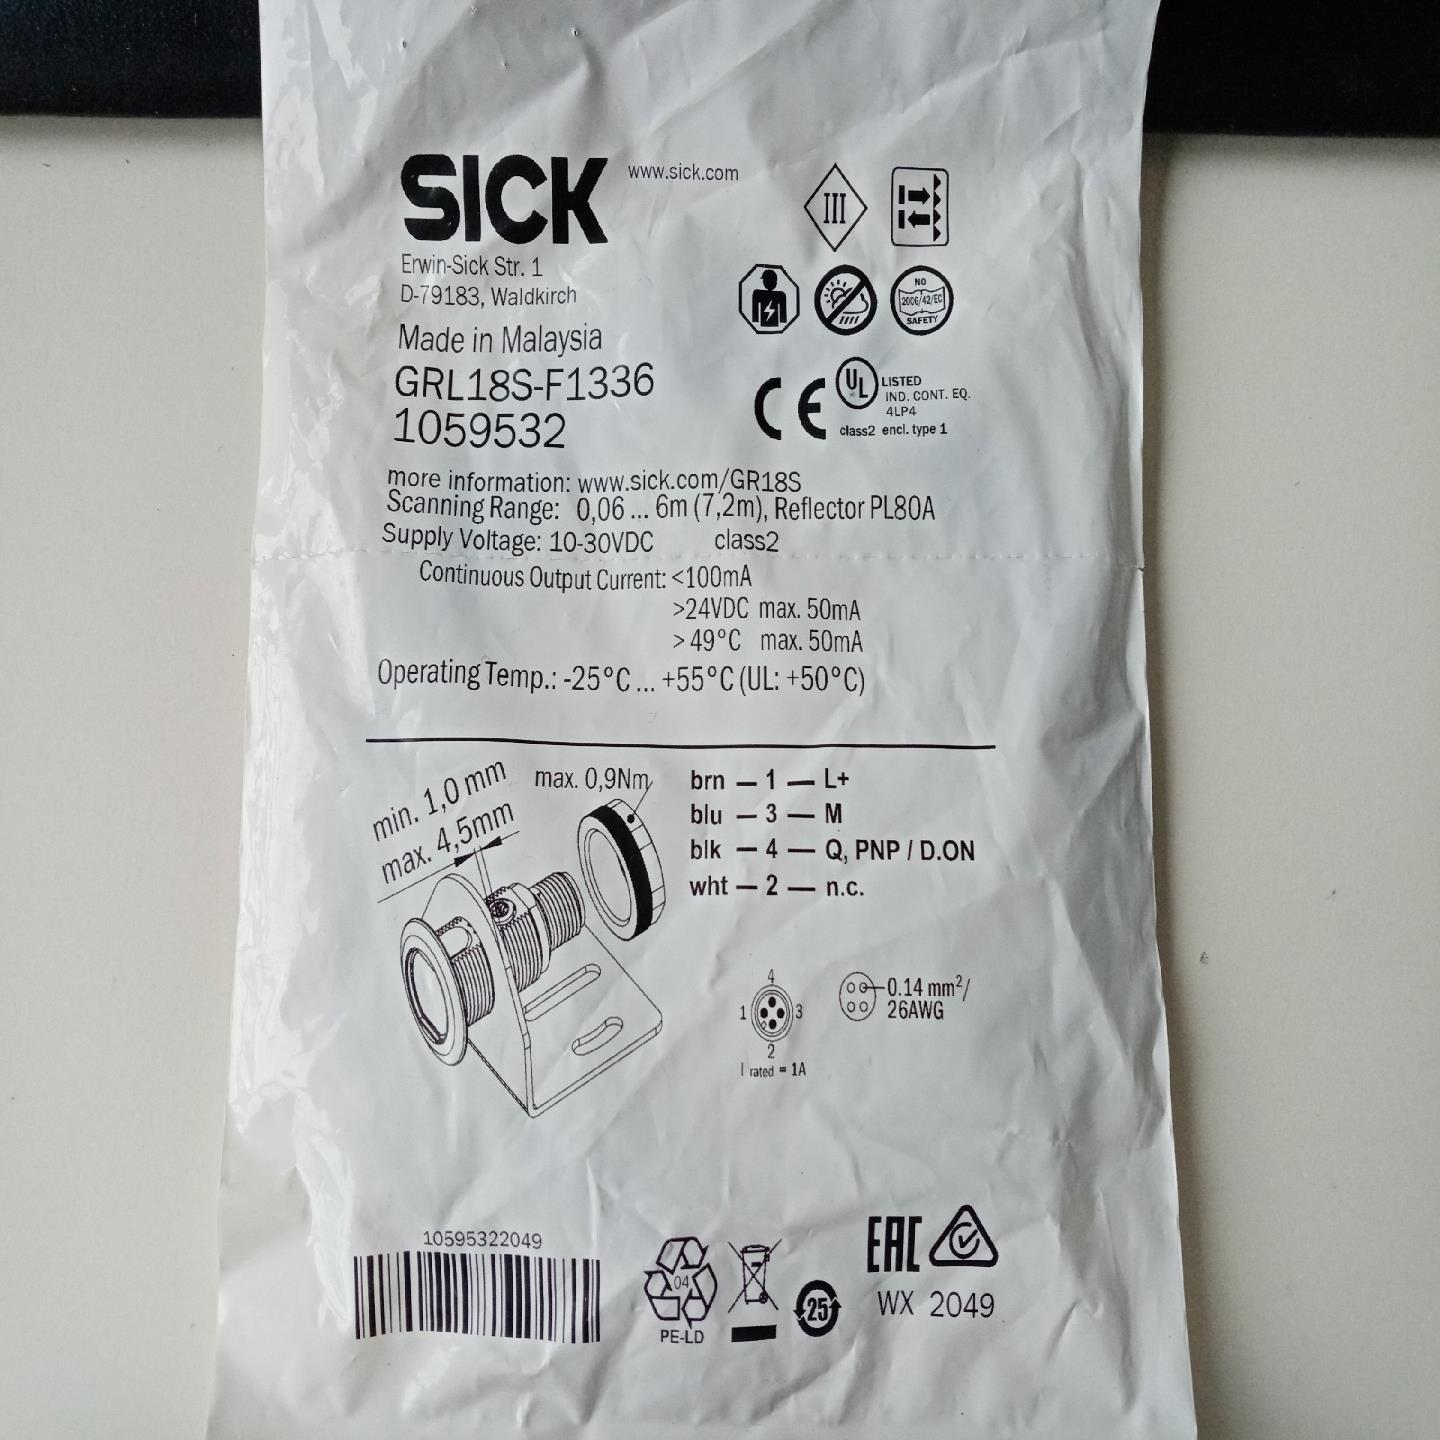 SICK www.sick.com
Erwin-Sick Str. 1
D-79183, Waldkirch
Made in Malaysia
GRL18S-F1336
1059532
III
NO
2006/42/EC
SAFETY
CE
UL LISTED
IND. CONT. EQ.
4LP4
class2 encl. type 1
more information: www.sick.com/GR18S
Scanning Range: 0,06 ... 6m (7,2m), Reflector PL80A
Supply Voltage: 10-30VDC class2
Continuous Output Current: <100mA
>24VDC max. 50mA
> 49°C max. 50mA
Operating Temp.: -25°C ... +55°C (UL: +50°C)
min. 1,0 mm
max. 4,5mm
max. 0,9Nm
brn — 1 — L+
blu — 3 — M
blk — 4 — Q, PNP / D.ON
wht — 2 — n.c.
4
1 3
2
I rated = 1A
0.14 mm²/
26AWG
10595322049
04
PE-LD
25
EAC
WX 2049